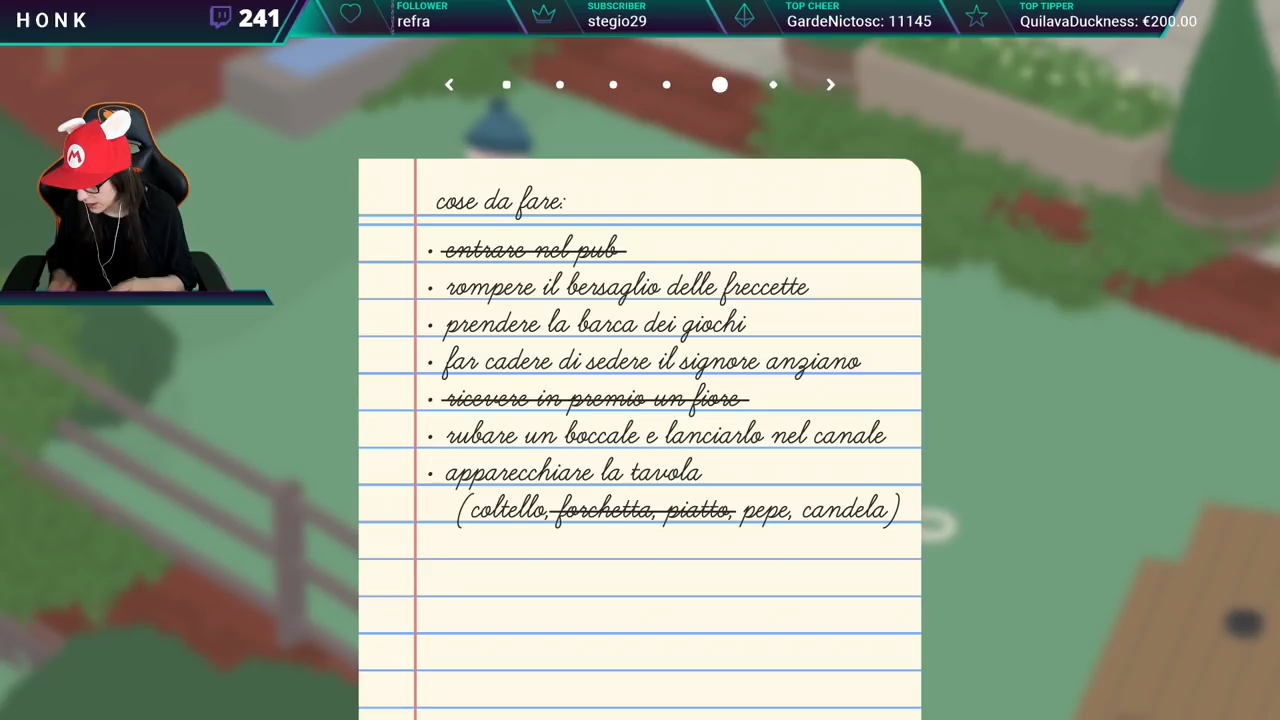 HONK
241
FOLLOWER
refra
SUBSCRIBER
stegio29
TOP CHEER
GardeNictosc: 11145
TOP TIPPER
QuilavaDuckness: €200.00
M
cose da fare:
• entrare nel pub
• rompere il bersaglio delle freccette
• prendere la barca dei giochi
• far cadere di sedere il signore anziano
• ricevere in premio un fiore
• rubare un boccale e lanciarlo nel canale
• apparecchiare la tavola
(coltello, forchetta, piatto, pepe, candela)